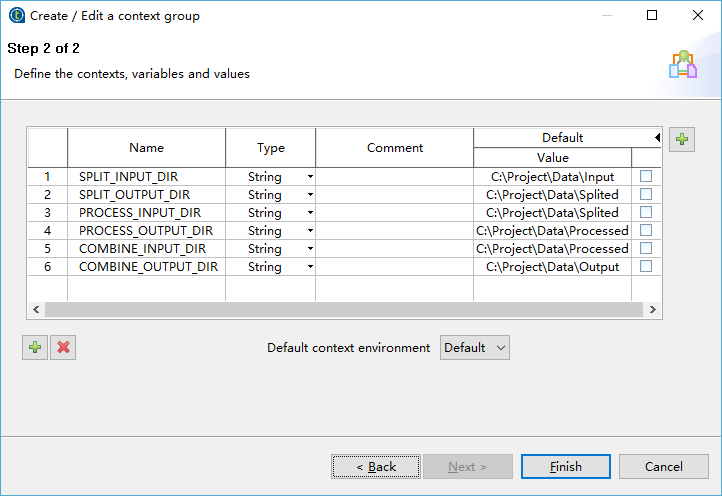 Create / Edit a context group
Step 2 of 2
Define the contexts, variables and values
Name Type Comment Default
Value
1 SPLIT_INPUT_DIR String C:\Project\Data\Input
2 SPLIT_OUTPUT_DIR String C:\Project\Data\Splited
3 PROCESS_INPUT_DIR String C:\Project\Data\Splited
4 PROCESS_OUTPUT_DIR String C:\Project\Data\Processed
5 COMBINE_INPUT_DIR String C:\Project\Data\Processed
6 COMBINE_OUTPUT_DIR String C:\Project\Data\Output
Default context environment Default
< Back Next > Finish Cancel